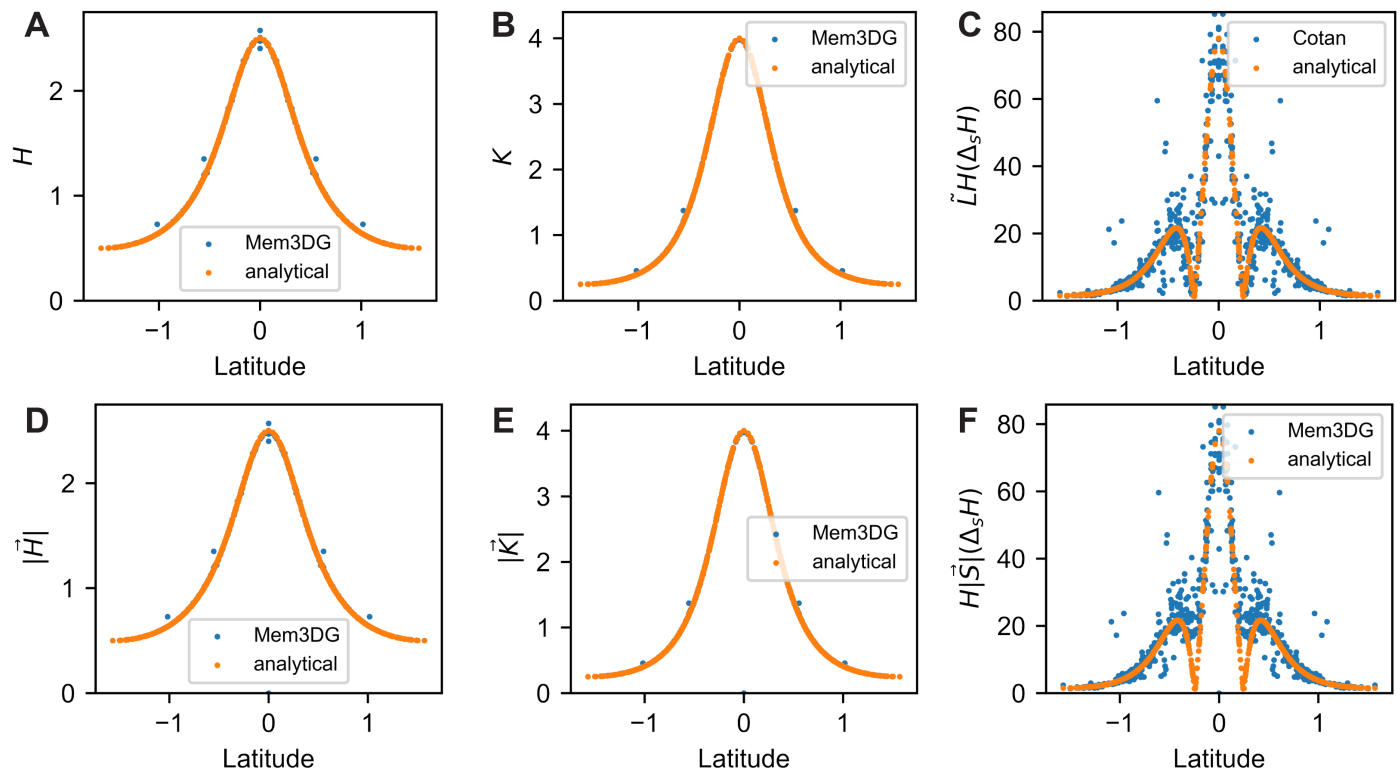 A
H
2
1
0
Mem3DG
analytical
−1 0 1
Latitude
B
K
4
3
2
1
0
Mem3DG
analytical
−1 0 1
Latitude
C
L̃H(ΔₛH)
80
60
40
20
0
Cotan
analytical
−1 0 1
Latitude
D
|H⃗|
2
1
0
Mem3DG
analytical
−1 0 1
Latitude
E
|K⃗|
4
3
2
1
0
Mem3DG
analytical
−1 0 1
Latitude
F
H|S⃗|(ΔₛH)
80
60
40
20
0
Mem3DG
analytical
−1 0 1
Latitude